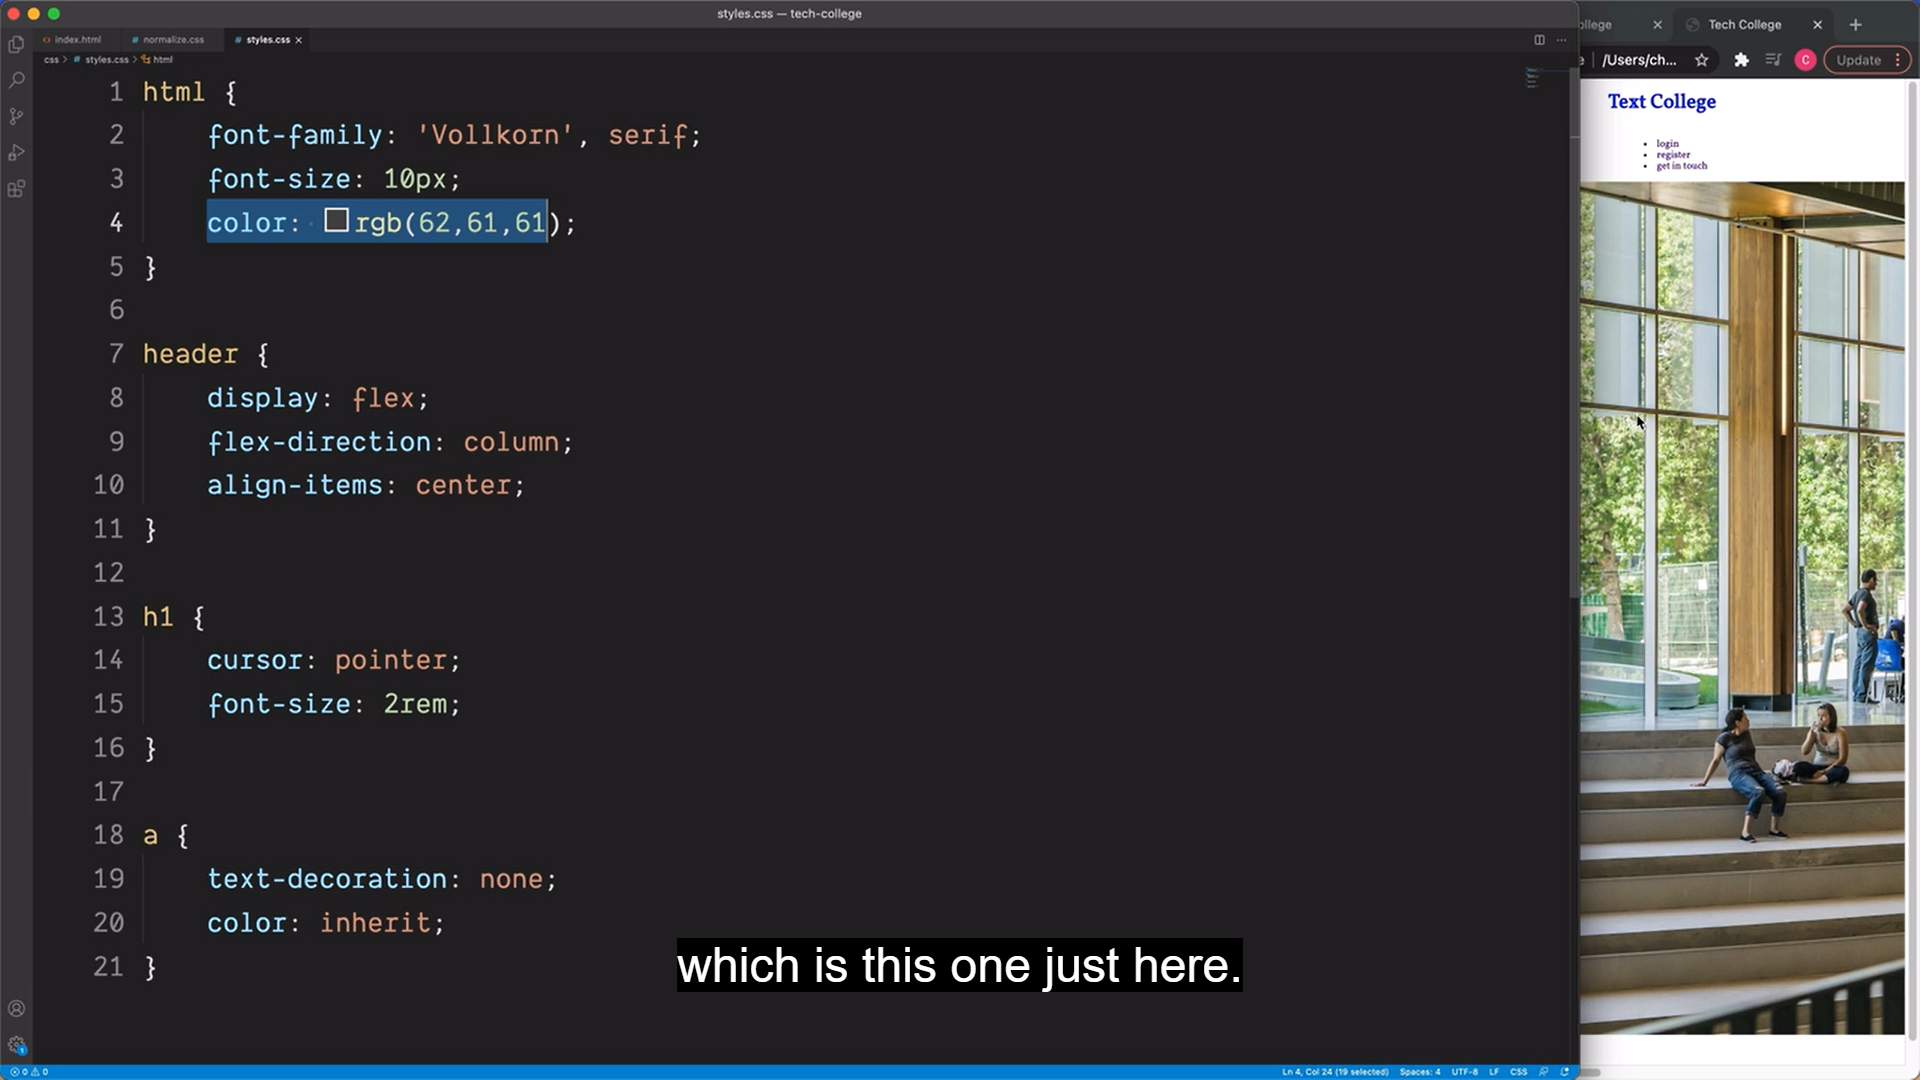 styles.css — tech-college
index.html
normalize.css
styles.css
css > # styles.css > html
1 html {
2 font-family: 'Vollkorn', serif;
3 font-size: 10px;
4 color: rgb(62,61,61);
5 }
6
7 header {
8 display: flex;
9 flex-direction: column;
10 align-items: center;
11 }
12
13 h1 {
14 cursor: pointer;
15 font-size: 2rem;
16 }
17
18 a {
19 text-decoration: none;
20 color: inherit;
21 }
which is this one just here.
Ln 4, Col 24 (19 selected) Spaces: 4 UTF-8 LF CSS
0 0
llege
Tech College
e | /Users/ch...
C
Update
Text College
login
register
get in touch